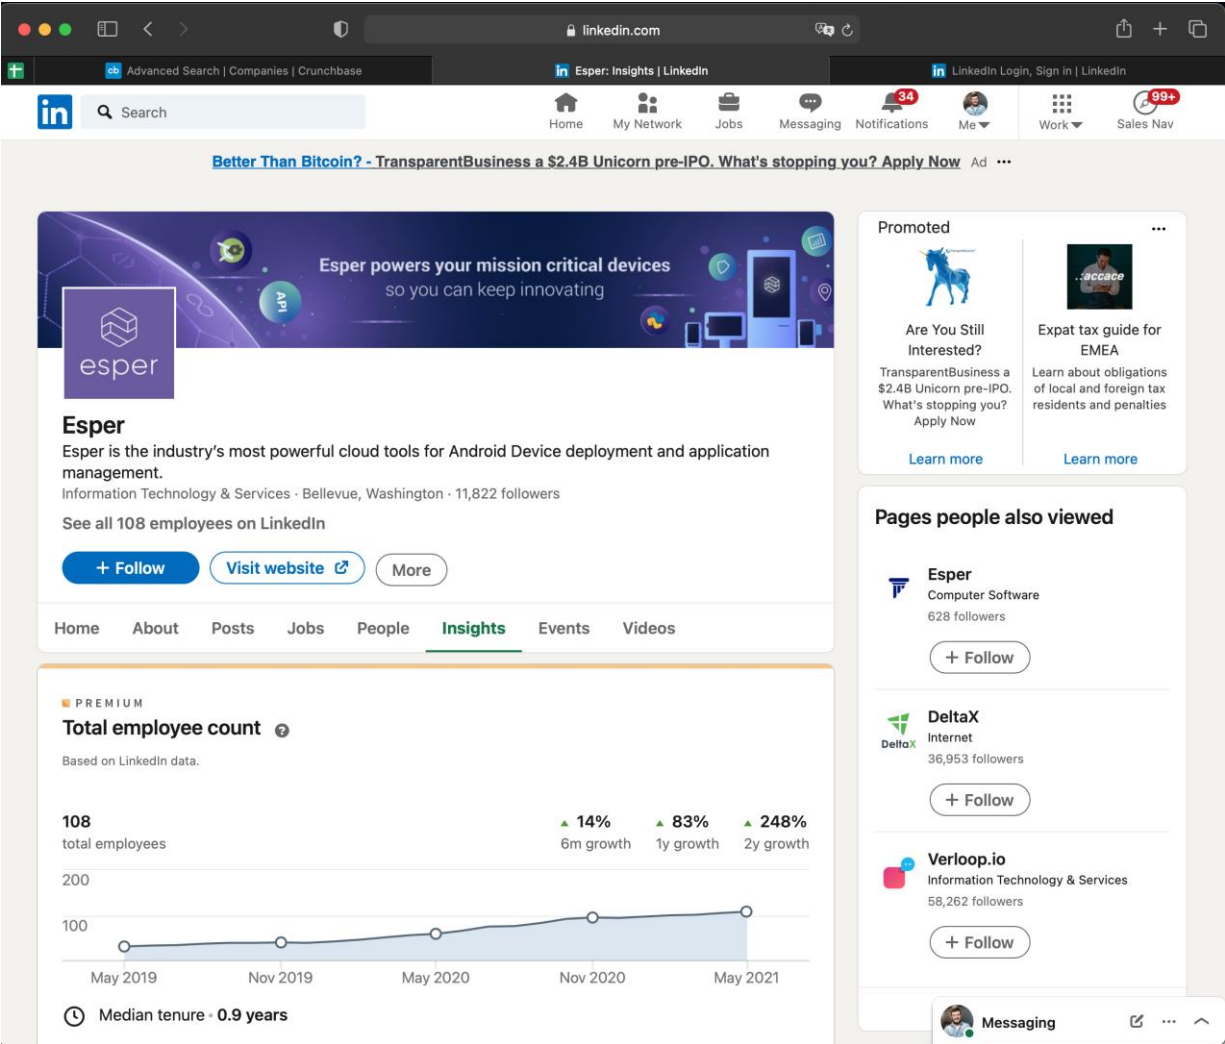 linkedin.com
cb Advanced Search | Companies | Crunchbase
in Esper: Insights | LinkedIn
in LinkedIn Login, Sign in | LinkedIn
in
Search
Home
My Network
Jobs
Messaging
34
Notifications
Me
Work
99+
Sales Nav
Better Than Bitcoin? - TransparentBusiness a $2.4B Unicorn pre-IPO. What's stopping you? Apply Now Ad
API
Esper powers your mission critical devices
so you can keep innovating
esper
Esper
Esper is the industry's most powerful cloud tools for Android Device deployment and application
management.
Information Technology & Services · Bellevue, Washington · 11,822 followers
See all 108 employees on LinkedIn
+ Follow
Visit website
More
Home About Posts Jobs People Insights Events Videos
PREMIUM
Total employee count ?
Based on LinkedIn data.
108
total employees
14%
6m growth
83%
1y growth
248%
2y growth
200
100
May 2019 Nov 2019 May 2020 Nov 2020 May 2021
Median tenure · 0.9 years
Promoted
Are You Still
Interested?
TransparentBusiness a
$2.4B Unicorn pre-IPO.
What's stopping you?
Apply Now
Learn more
.:accace
Expat tax guide for
EMEA
Learn about obligations
of local and foreign tax
residents and penalties
Learn more
Pages people also viewed
Esper
Computer Software
628 followers
+ Follow
DeltaX
DeltaX
Internet
36,953 followers
+ Follow
Verloop.io
Information Technology & Services
58,262 followers
+ Follow
Messaging